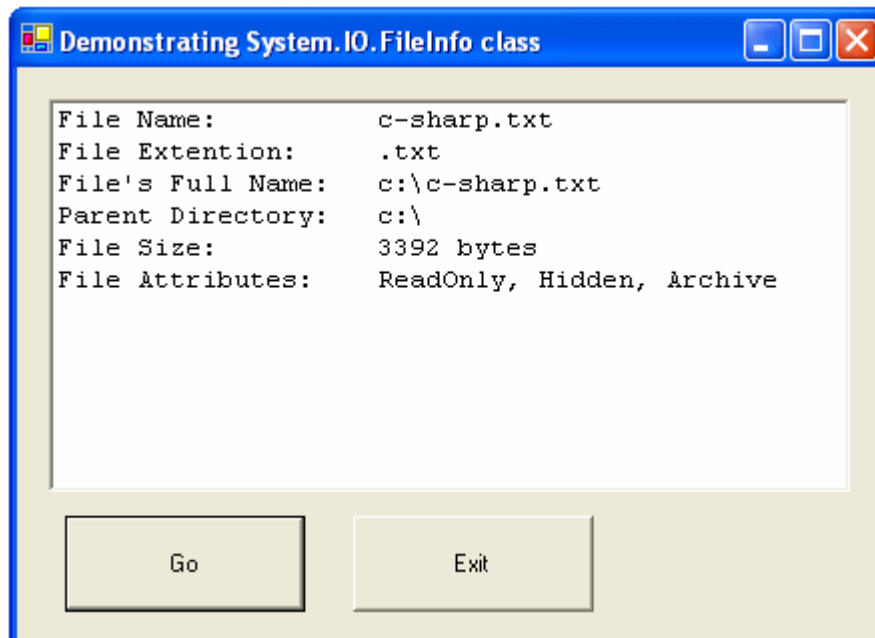 Demonstrating System.IO.FileInfo class
File Name: c-sharp.txt
File Extention: .txt
File's Full Name: c:\c-sharp.txt
Parent Directory: c:\
File Size: 3392 bytes
File Attributes: ReadOnly, Hidden, Archive
Go Exit